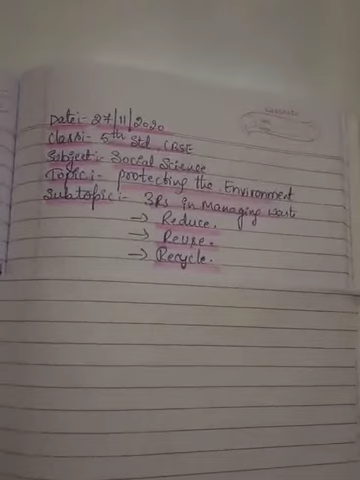 Date:- 27/11/2020
Class:- 5th Std. CBSE
Subject:- Social Science
Topic:- protecting the Environment
Subtopic:- 3Rs in Managing waste
→ Reduce.
→ Reuse.
→ Recycle.